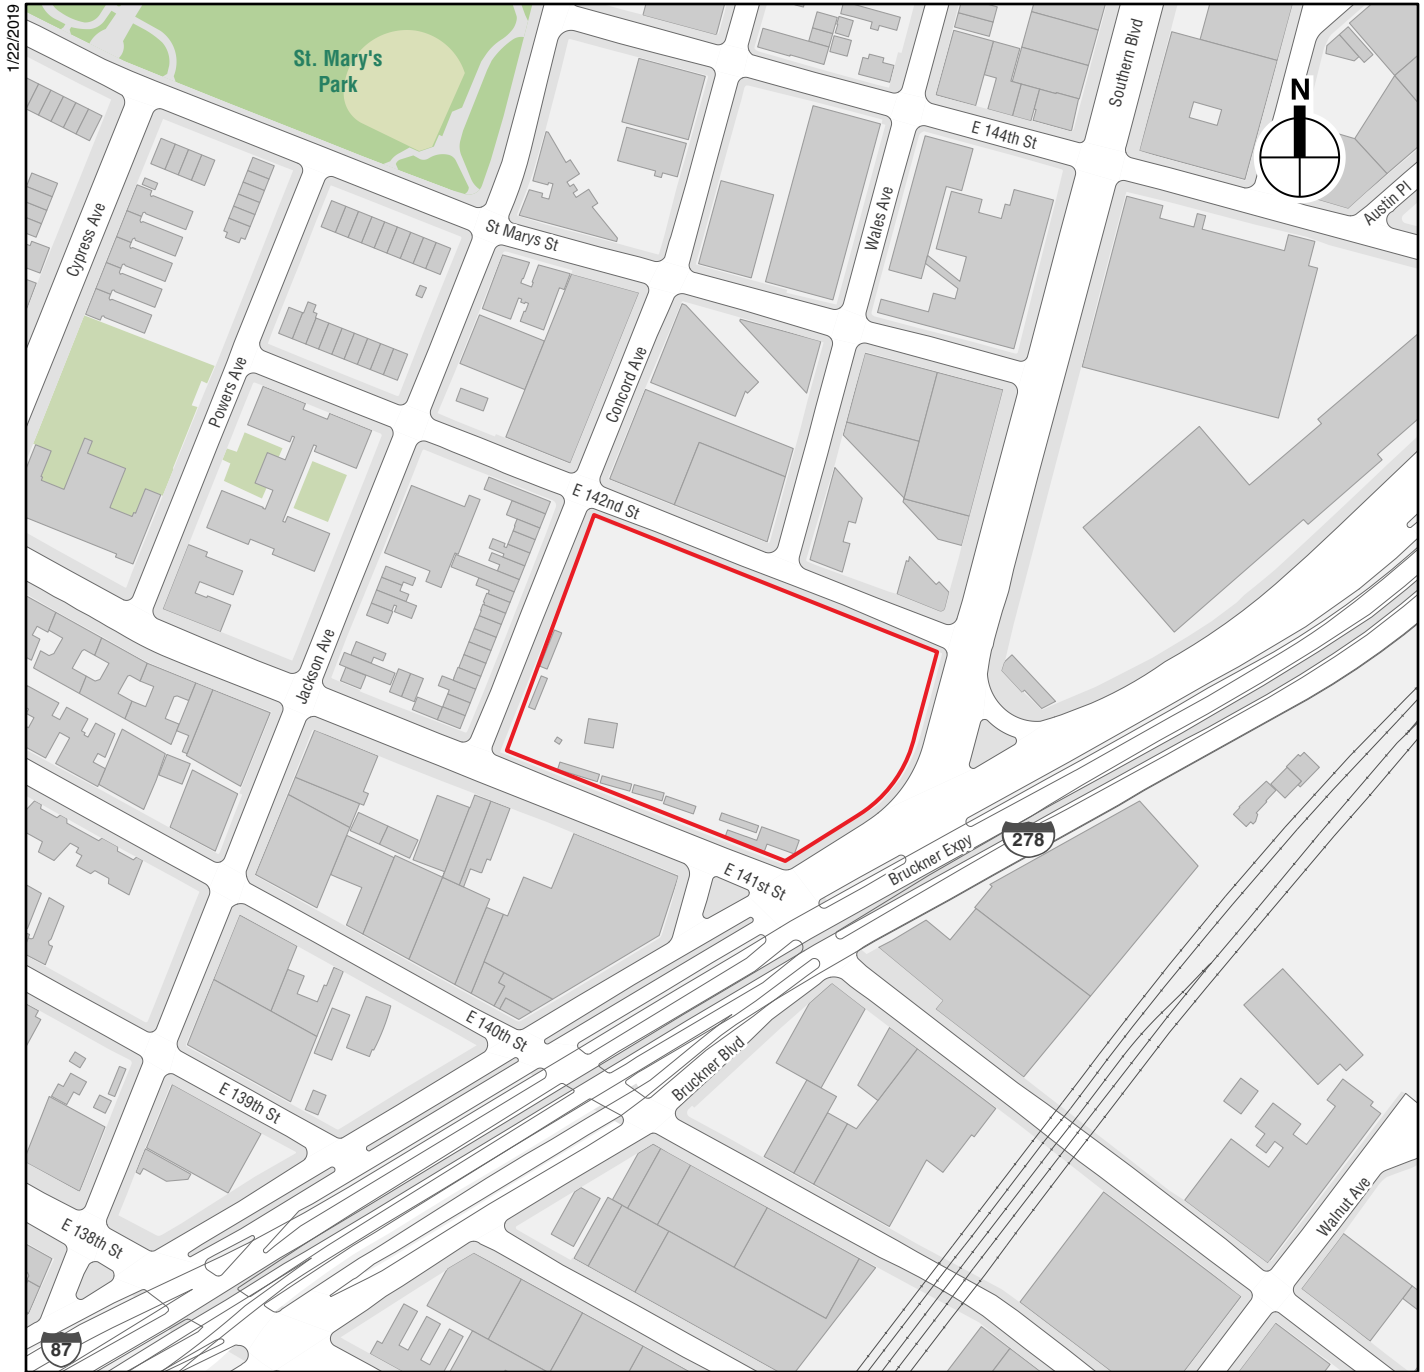 1/22/2019
St. Mary's
Park
Southern Blvd
N
E 144th St
Austin Pl
Cypress Ave
St Marys St
Wales Ave
Powers Ave
Concord Ave
E 142nd St
Jackson Ave
278
Bruckner Expy
E 141st St
E 140th St
Bruckner Blvd
E 139th St
Walnut Ave
E 138th St
87